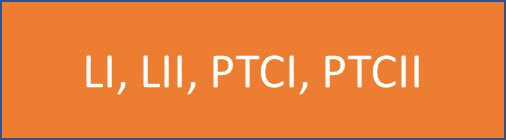 LI, LII, PTCI, PTCII